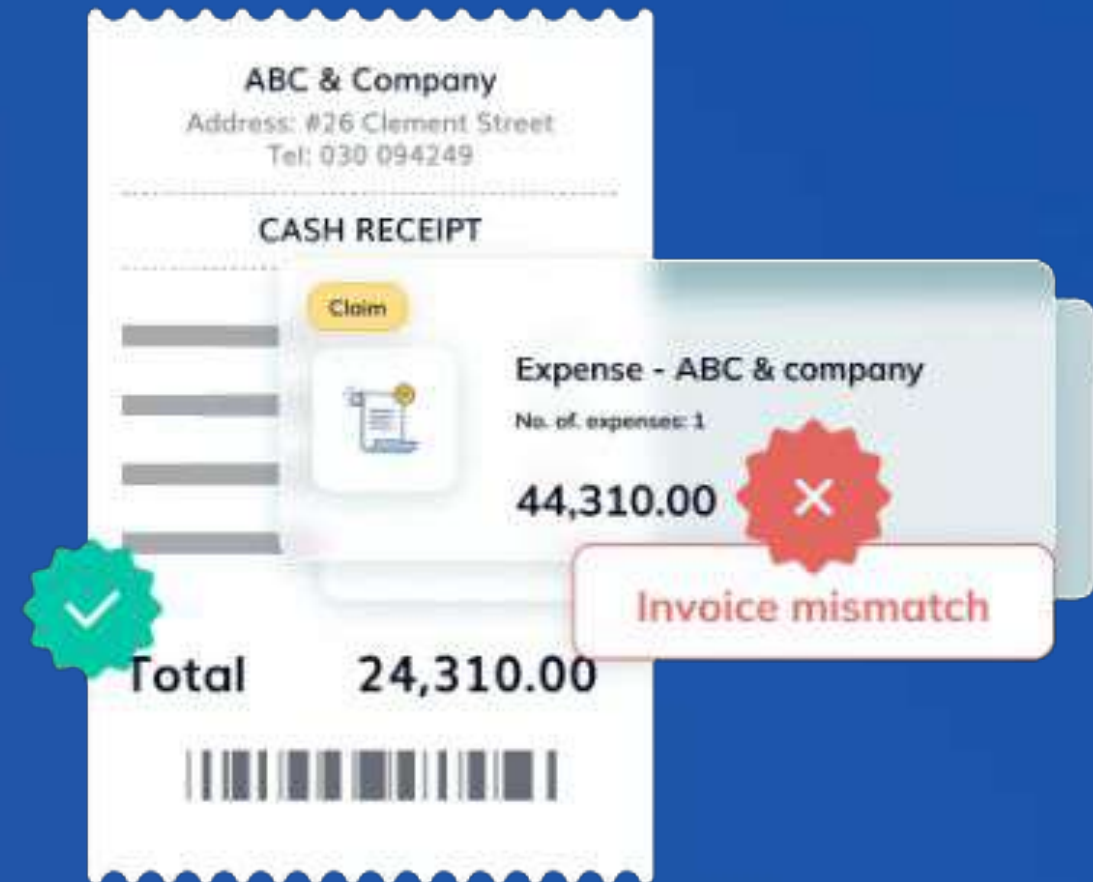 ABC & Company
Address: #26 Clement Street
Tel: 030 094249
CASH RECEIPT
Claim
Expense - ABC & company
No. of. expenses: 1
44,310.00
Invoice mismatch
Total 24,310.00